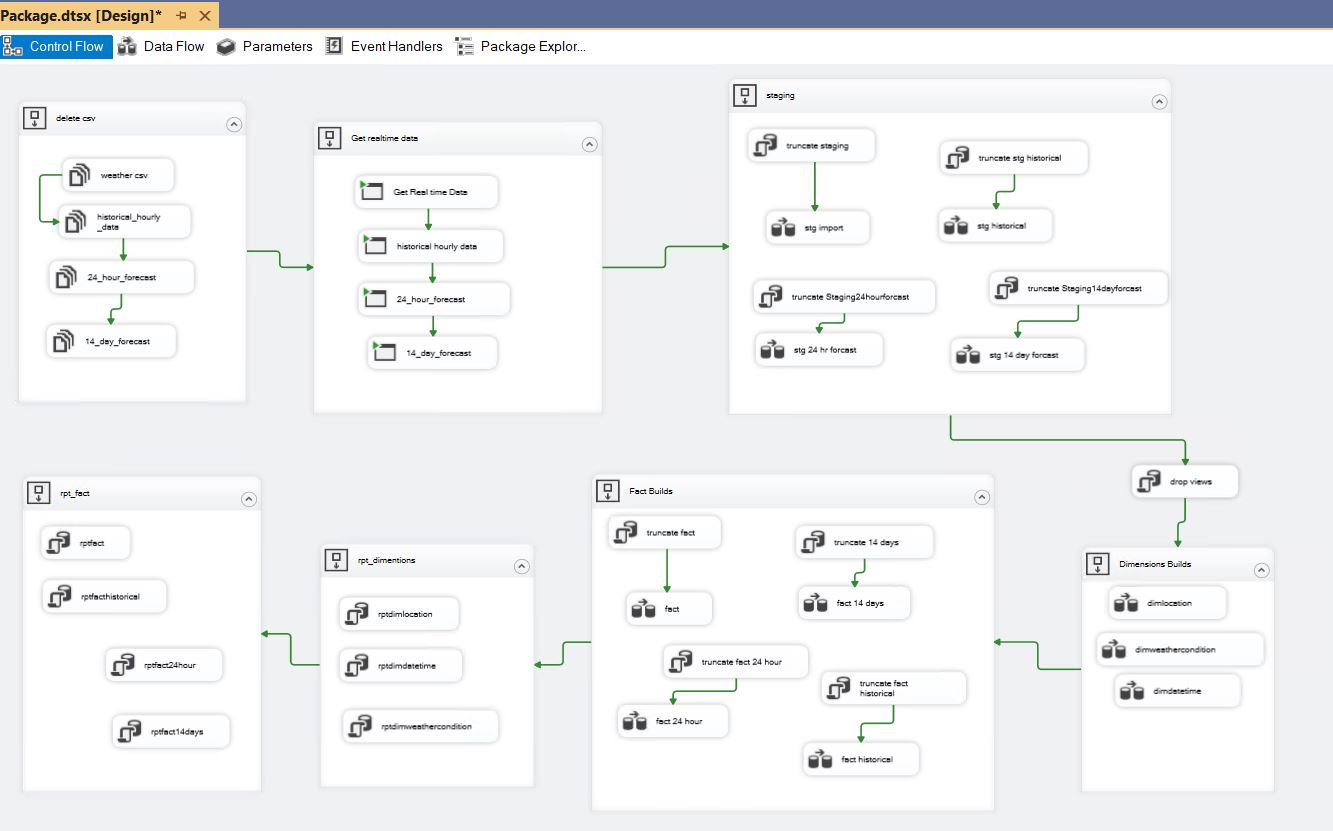 Package.dtsx [Design]*
Control Flow
Data Flow
Parameters
Event Handlers
Package Explor...
delete csv
weather csv
historical_hourly
_data
24_hour_forecast
14_day_forecast
Get realtime data
Get Real time Data
historical hourly data
24_hour_forecast
14_day_forecast
staging
truncate staging
stg import
truncate stg historical
stg historical
truncate Staging24hourforcast
stg 24 hr forcast
truncate Staging14dayforcast
stg 14 day forcast
drop views
Dimensions Builds
dimlocation
dimweathercondition
dimdatetime
Fact Builds
truncate fact
fact
truncate 14 days
fact 14 days
truncate fact 24 hour
fact 24 hour
truncate fact
historical
fact historical
rpt_dimentions
rptdimlocation
rptdimdatetime
rptdimweathercondition
rpt_fact
rptfact
rptfacthistorical
rptfact24hour
rptfact14days